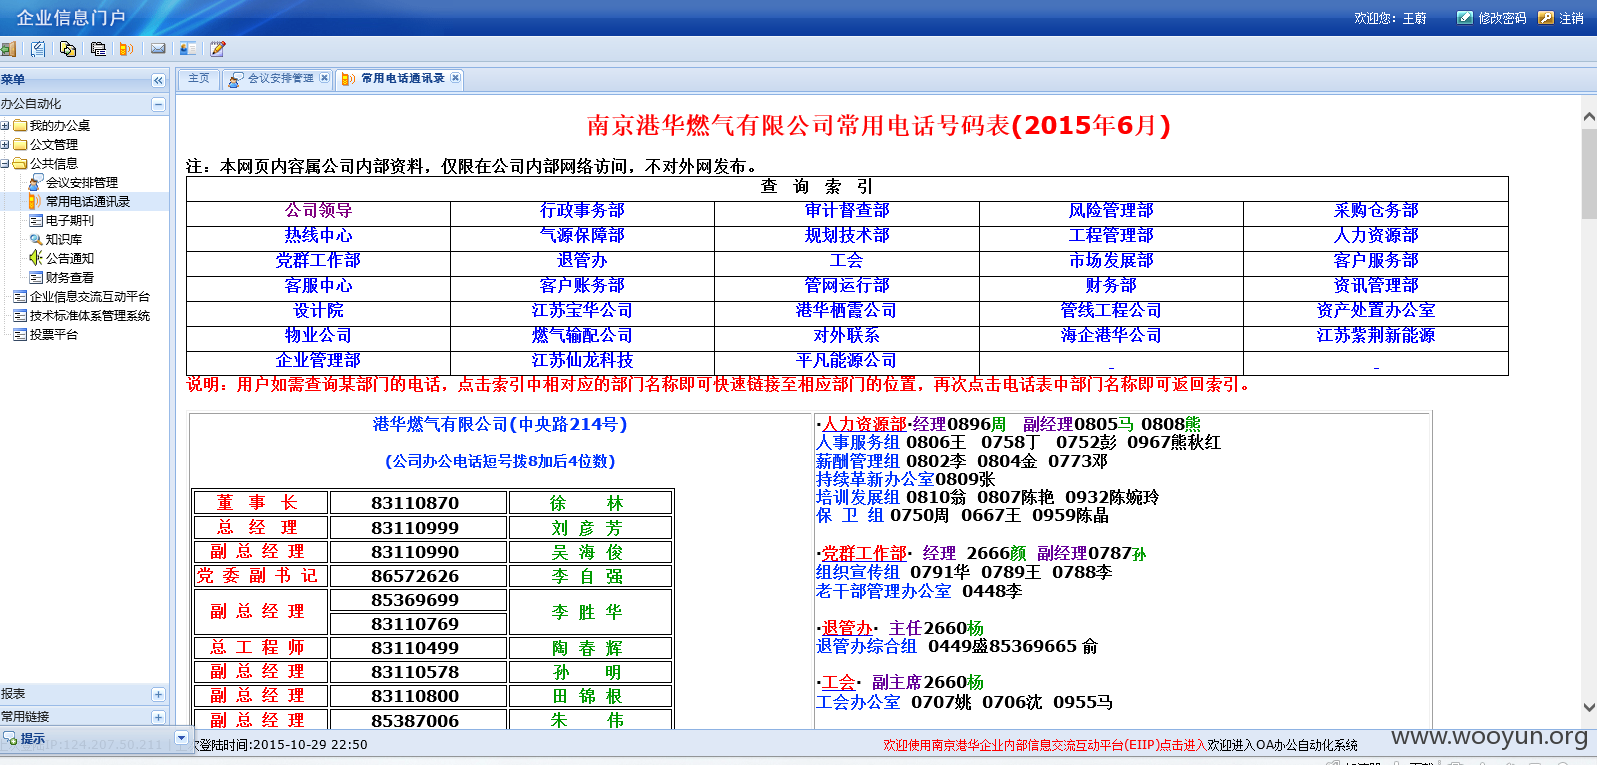 企业信息门户
欢迎您: 王蔚 修改密码 注销
菜单
办公自动化
我的办公桌
公文管理
公共信息
会议安排管理
常用电话通讯录
电子期刊
知识库
公告通知
财务查看
企业信息交流互动平台
技术标准体系管理系统
投票平台
报表
常用链接
提示
主页 会议安排管理 常用电话通讯录
南京港华燃气有限公司常用电话号码表(2015年6月)
注：本网页内容属公司内部资料，仅限在公司内部网络访问，不对外网发布。
查 询 索 引
公司领导 行政事务部 审计督查部 风险管理部 采购仓务部
热线中心 气源保障部 规划技术部 工程管理部 人力资源部
党群工作部 退管办 工会 市场发展部 客户服务部
客服中心 客户账务部 管网运行部 财务部 资讯管理部
设计院 江苏宝华公司 港华栖霞公司 管线工程公司 资产处置办公室
物业公司 燃气输配公司 对外联系 海企港华公司 江苏紫荆新能源
企业管理部 江苏仙龙科技 平凡能源公司 _ _
说明：用户如需查询某部门的电话，点击索引中相对应的部门名称即可快速链接至相应部门的位置，再次点击电话表中部门名称即可返回索引。
港华燃气有限公司(中央路214号)
(公司办公电话短号拨8加后4位数)
董 事 长 83110870 徐 林
总 经 理 83110999 刘 彦 芳
副 总 经 理 83110990 吴 海 俊
党 委 副 书 记 86572626 李 自 强
副 总 经 理 85369699 李 胜 华
83110769
总 工 程 师 83110499 陶 春 辉
副 总 经 理 83110578 孙 明
副 总 经 理 83110800 田 锦 根
副 总 经 理 85387006 朱 伟
·人力资源部·经理0896周 副经理0805马 0808熊
人事服务组 0806王 0758丁 0752彭 0967熊秋红
薪酬管理组 0802李 0804金 0773邓
持续革新办公室0809张
培训发展组 0810翁 0807陈艳 0932陈婉玲
保 卫 组 0750周 0667王 0959陈晶
·党群工作部· 经理 2666颜 副经理0787孙
组织宣传组 0791华 0789王 0788李
老干部管理办公室 0448李
·退管办· 主任2660杨
退管办综合组 0449盛85369665 俞
·工会· 副主席2660杨
工会办公室 0707姚 0706沈 0955马
IP:124.207.50.211 次登陆时间:2015-10-29 22:50
欢迎使用南京港华企业内部信息交流互动平台(EIIP)点击进入欢迎进入OA办公自动化系统
www.wooyun.org